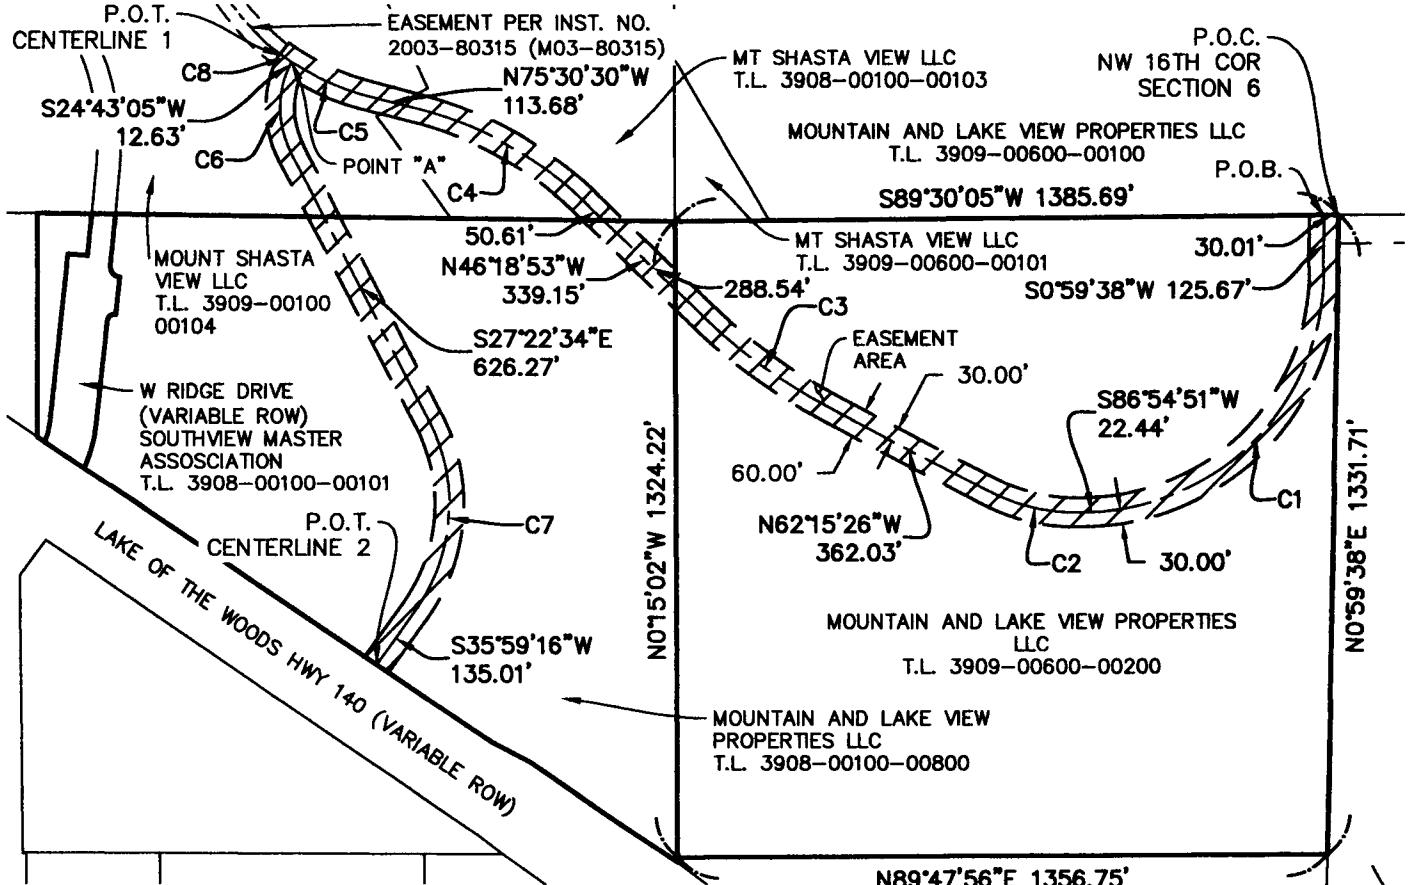 P.O.T.
CENTERLINE 1
EASEMENT PER INST. NO.
2003-80315 (M03-80315)
C8
N75°30'30"W
113.68'
MT SHASTA VIEW LLC
T.L. 3908-00100-00103
P.O.C.
NW 16TH COR
SECTION 6
S24°43'05"W
12.63'
C5
C6
POINT "A"
C4
MOUNTAIN AND LAKE VIEW PROPERTIES LLC
T.L. 3909-00600-00100
P.O.B.
S89°30'05"W 1385.69'
50.61'
N46°18'53"W
339.15'
MT SHASTA VIEW LLC
T.L. 3909-00600-00101
30.01'
S0°59'38"W 125.67'
MOUNT SHASTA
VIEW LLC
T.L. 3909-00100
00104
288.54'
C3
S27°22'34"E
626.27'
EASEMENT
AREA
30.00'
W RIDGE DRIVE
(VARIABLE ROW)
SOUTHVIEW MASTER
ASSOSCIATION
T.L. 3908-00100-00101
S86°54'51"W
22.44'
60.00'
N0°15'02"W 1324.22'
N0°59'38"E 1331.71'
C1
P.O.T.
CENTERLINE 2
C7
N62°15'26"W
362.03'
C2
30.00'
LAKE OF THE WOODS HWY 140 (VARIABLE ROW)
S35°59'16"W
135.01'
MOUNTAIN AND LAKE VIEW PROPERTIES
LLC
T.L. 3909-00600-00200
MOUNTAIN AND LAKE VIEW
PROPERTIES LLC
T.L. 3908-00100-00800
N89°47'56"E 1356.75'